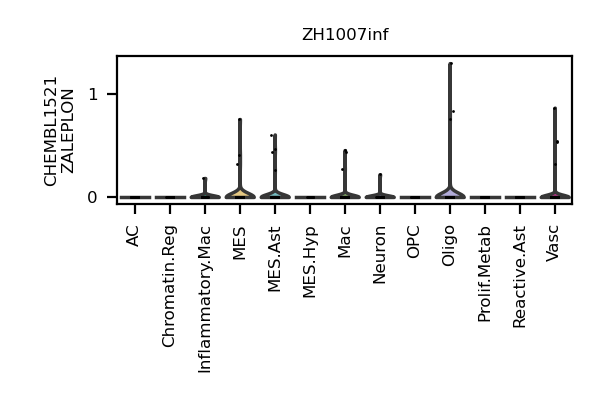 ZH1007inf
CHEMBL1521
ZALEPLON
1
0
AC
Chromatin.Reg
Inflammatory.Mac
MES
MES.Ast
MES.Hyp
Mac
Neuron
OPC
Oligo
Prolif.Metab
Reactive.Ast
Vasc